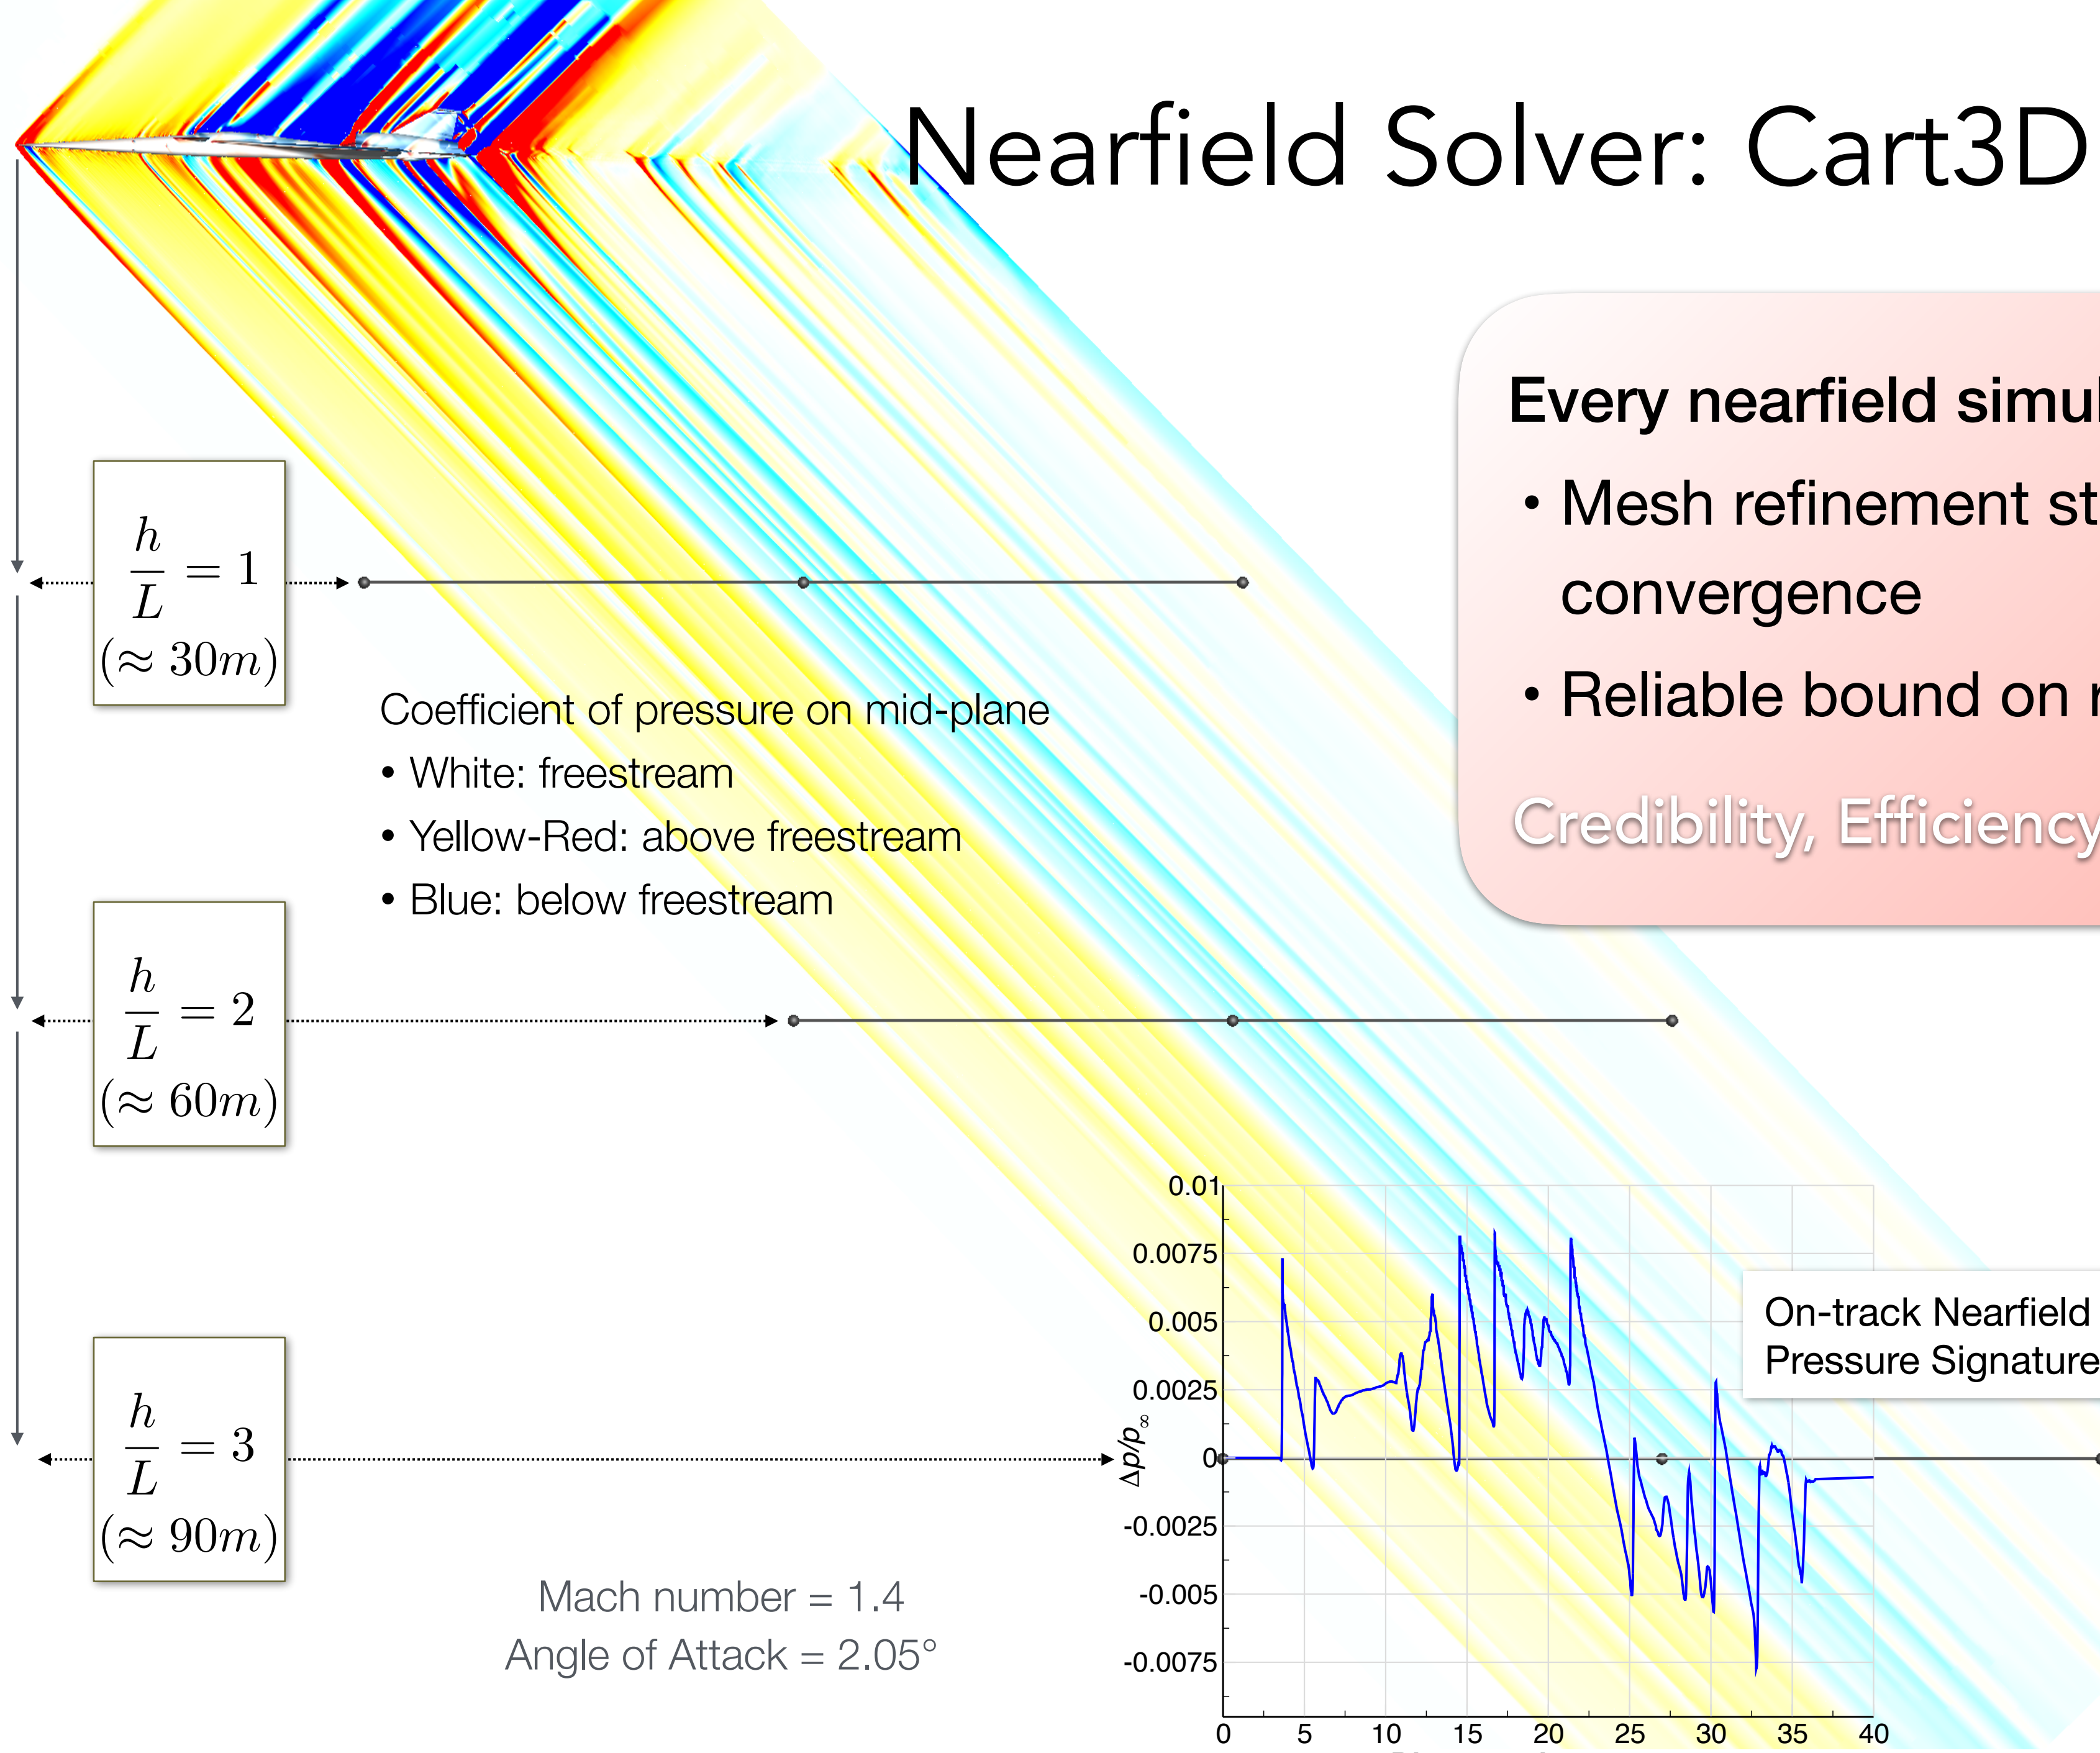 Nearfield Solver: Cart3D
Every nearfield simul
• Mesh refinement st
convergence
• Reliable bound on
Credibility, Efficiency
h/L = 1
(≈ 30m)
Coefficient of pressure on mid-plane
• White: freestream
• Yellow-Red: above freestream
• Blue: below freestream
h/L = 2
(≈ 60m)
h/L = 3
(≈ 90m)
Mach number = 1.4
Angle of Attack = 2.05°
On-track Nearfield
Pressure Signature
Δp/p∞
0.01
0.0075
0.005
0.0025
0
-0.0025
-0.005
-0.0075
0 5 10 15 20 25 30 35 40